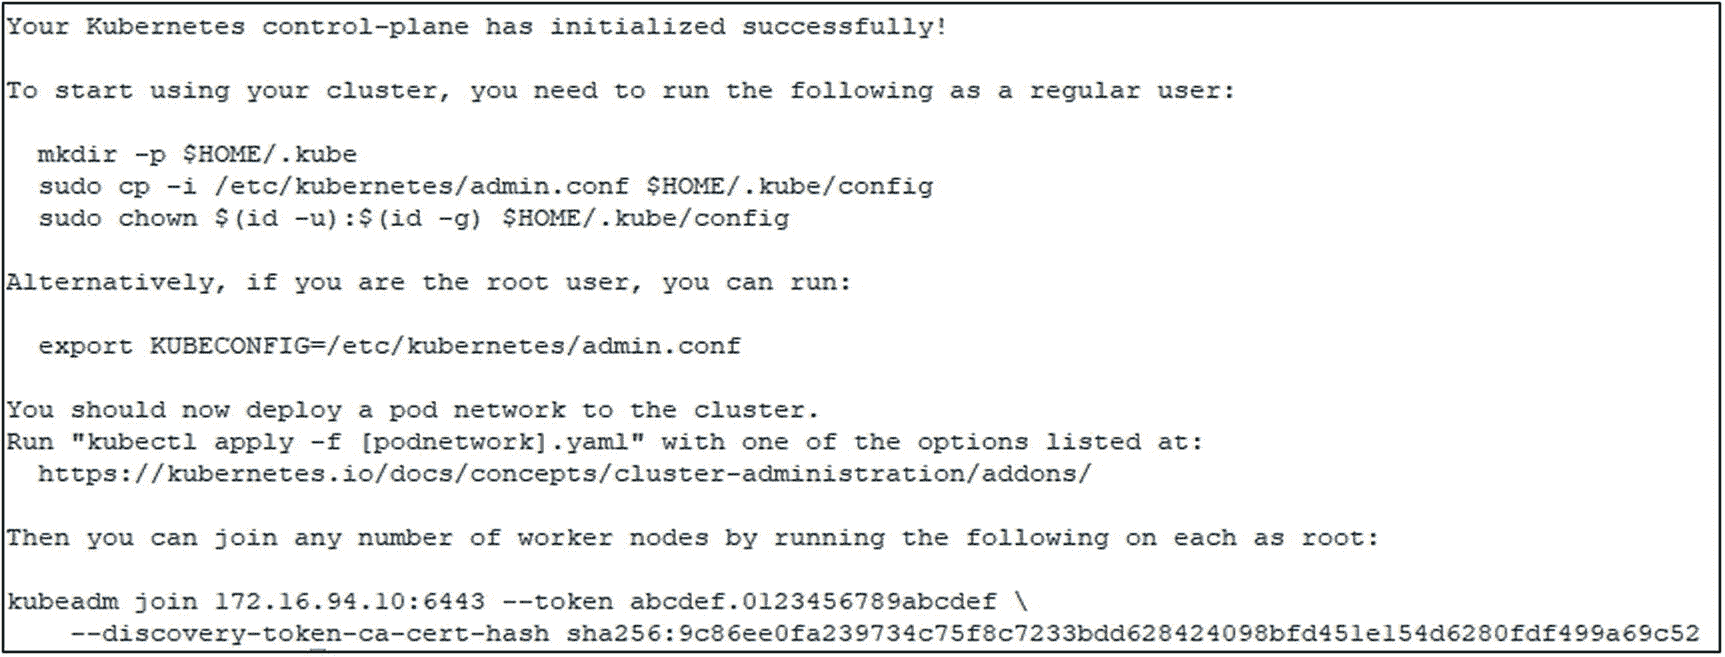 Your Kubernetes control-plane has initialized successfully!
To start using your cluster, you need to run the following as a regular user:
mkdir -p $HOME/.kube
sudo cp -i /etc/kubernetes/admin.conf $HOME/.kube/config
sudo chown $(id -u):$(id -g) $HOME/.kube/config
Alternatively, if you are the root user, you can run:
export KUBECONFIG=/etc/kubernetes/admin.conf
You should now deploy a pod network to the cluster.
Run "kubectl apply -f [podnetwork].yaml" with one of the options listed at:
https://kubernetes.io/docs/concepts/cluster-administration/addons/
Then you can join any number of worker nodes by running the following on each as root:
kubeadm join 172.16.94.10:6443 --token abcdef.0123456789abcdef \
--discovery-token-ca-cert-hash sha256:9c86ee0fa239734c75f8c7233bdd628424098bfd451e154d6280fdf499a69c52